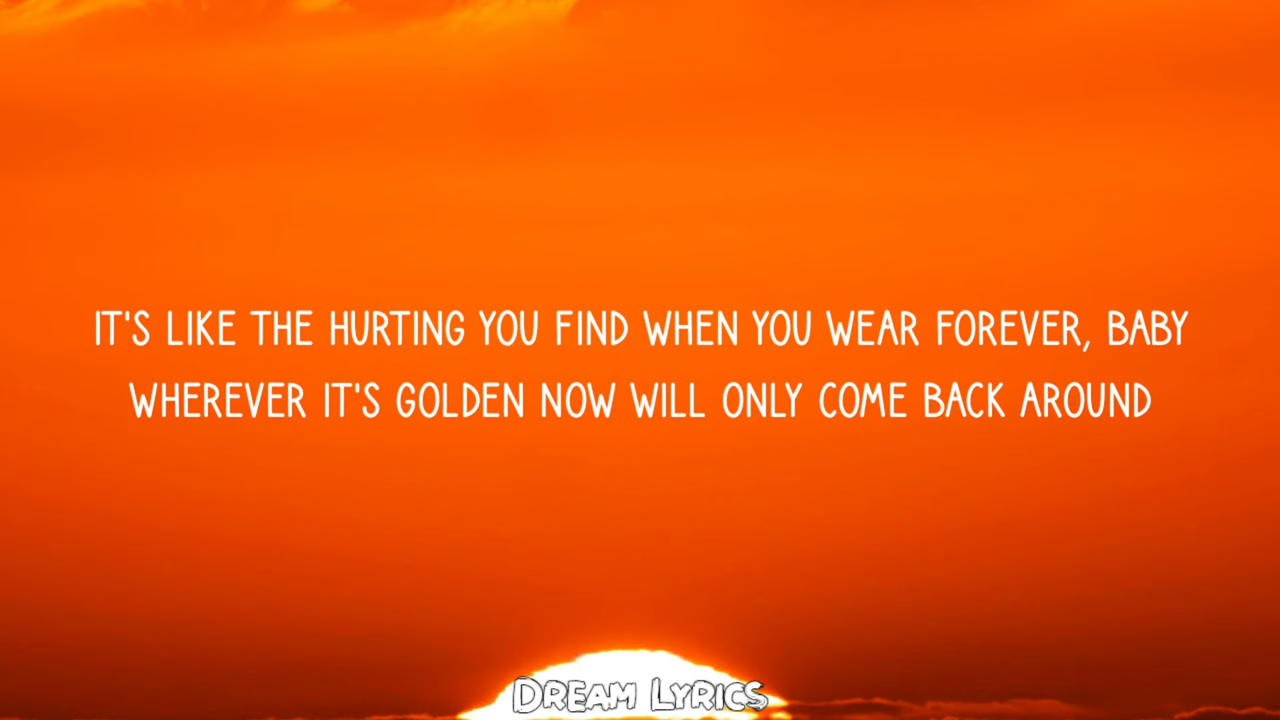 IT'S LIKE THE HURTING YOU FIND WHEN YOU WEAR FOREVER, BABY
WHEREVER IT'S GOLDEN NOW WILL ONLY COME BACK AROUND
DREAM LYRICS